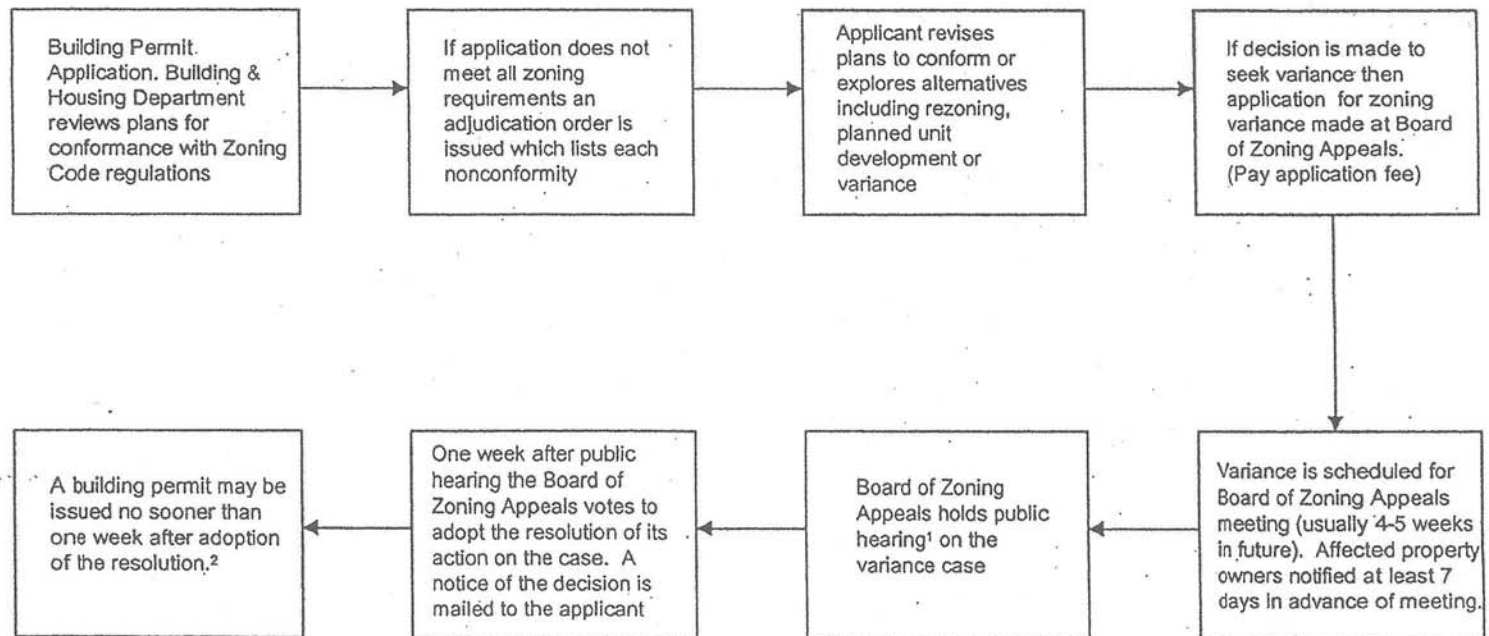 Building Permit
Application. Building &
Housing Department
reviews plans for
conformance with Zoning
Code regulations
If application does not
meet all zoning
requirements an
adjudication order is
issued which lists each
nonconformity
Applicant revises
plans to conform or
explores alternatives
including rezoning,
planned unit
development or
variance
If decision is made to
seek variance then
application for zoning
variance made at Board
of Zoning Appeals.
(Pay application fee)
Variance is scheduled for
Board of Zoning Appeals
meeting (usually 4-5 weeks
in future). Affected property
owners notified at least 7
days in advance of meeting.
Board of Zoning
Appeals holds public
hearing¹ on the
variance case
One week after public
hearing the Board of
Zoning Appeals votes to
adopt the resolution of its
action on the case. A
notice of the decision is
mailed to the applicant
A building permit may be
issued no sooner than
one week after adoption
of the resolution.²